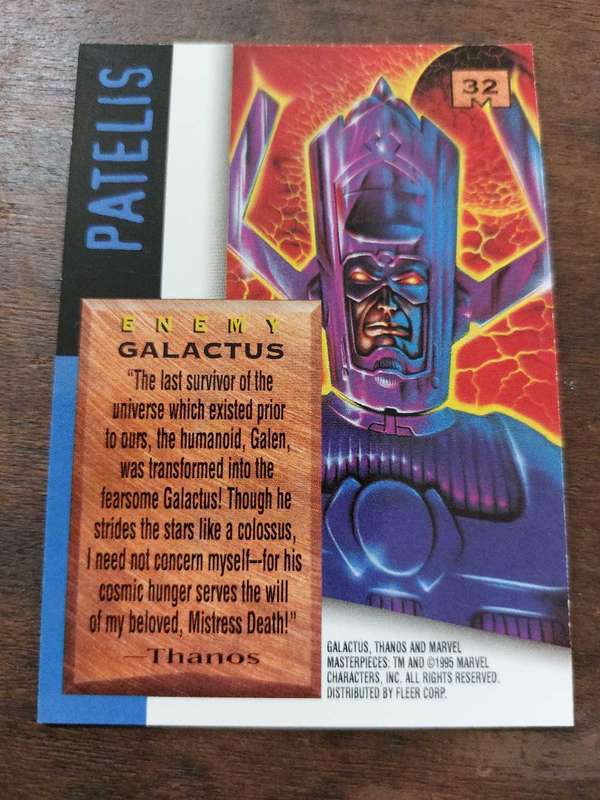 PATELIS
32
M
ENEMY
GALACTUS
"The last survivor of the
universe which existed prior
to ours, the humanoid, Galen,
was transformed into the
fearsome Galactus! Though he
strides the stars like a colossus,
I need not concern myself—for his
cosmic hunger serves the will
of my beloved, Mistress Death!"
—Thanos
GALACTUS, THANOS AND MARVEL
MASTERPIECES: TM AND ©1995 MARVEL
CHARACTERS, INC. ALL RIGHTS RESERVED.
DISTRIBUTED BY FLEER CORP.